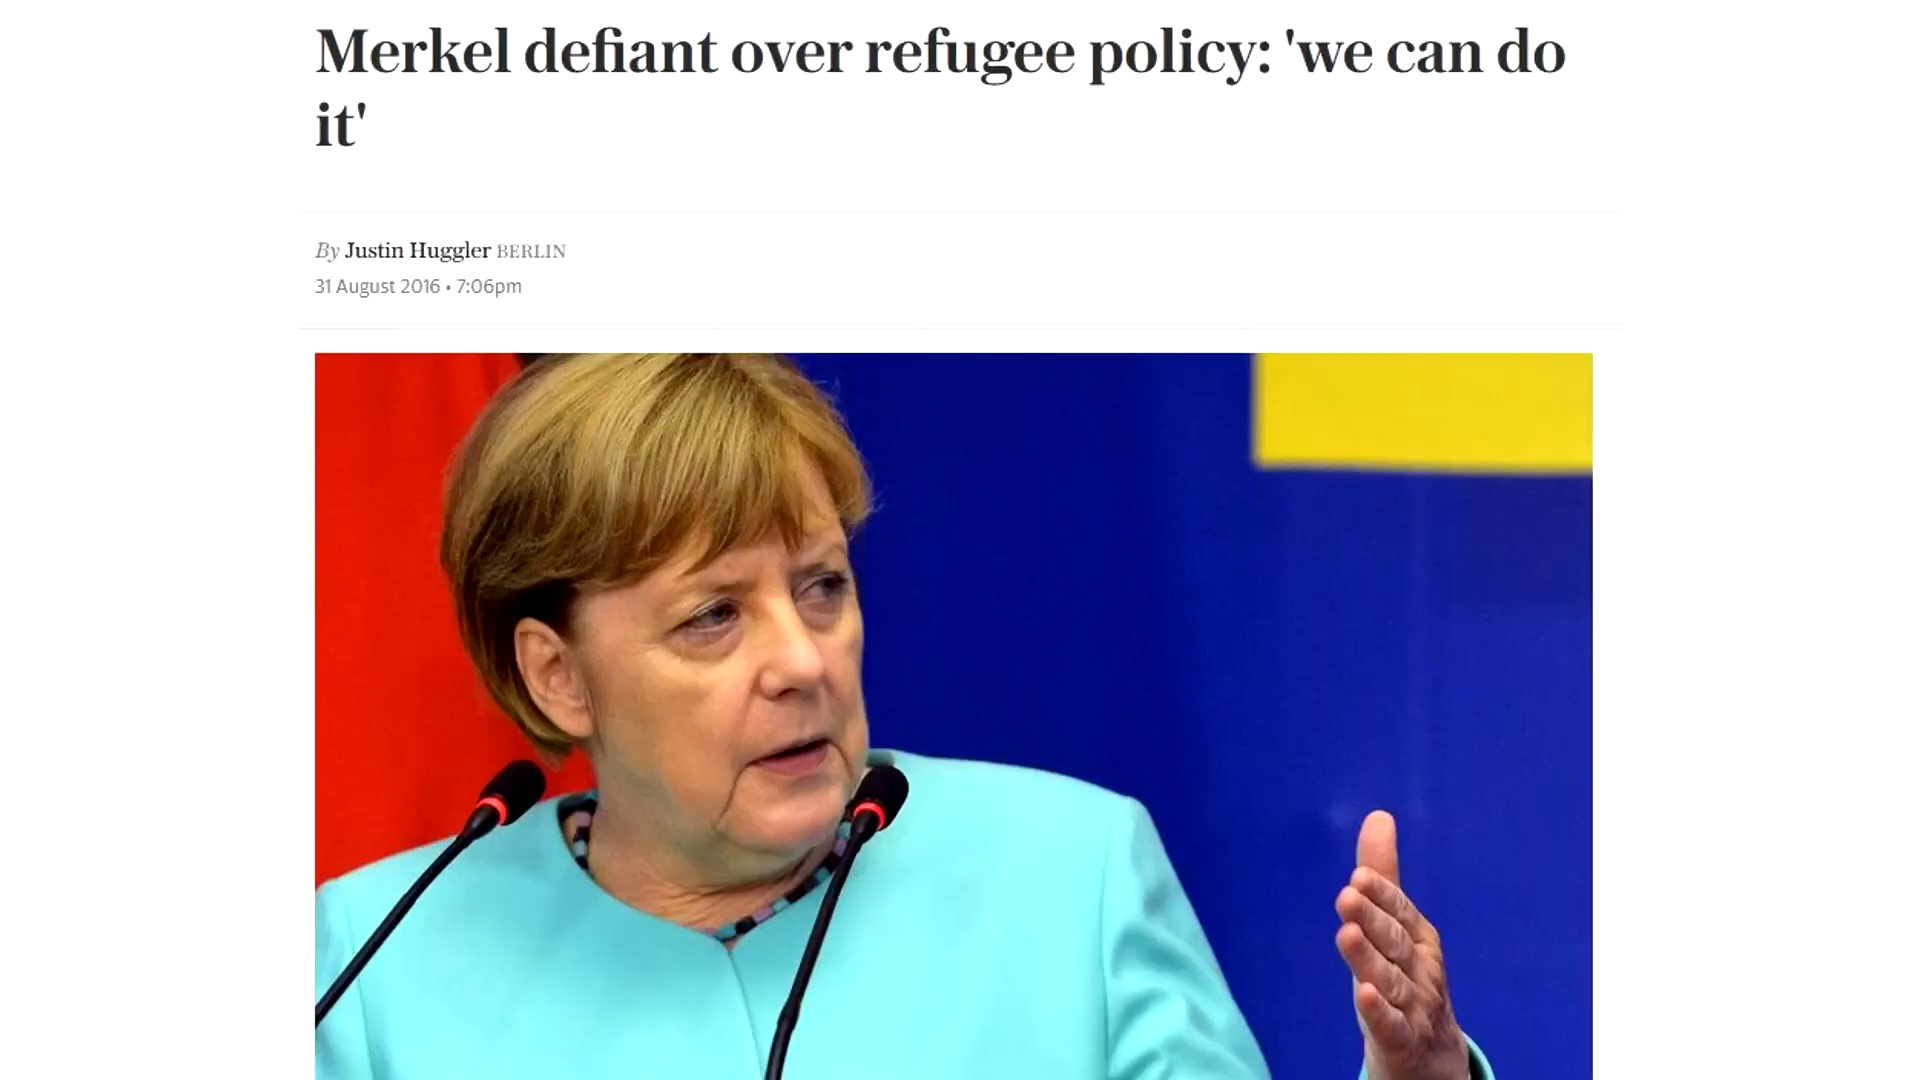 Merkel defiant over refugee policy: 'we can do
it'
By Justin Huggler BERLIN
31 August 2016 • 7:06pm